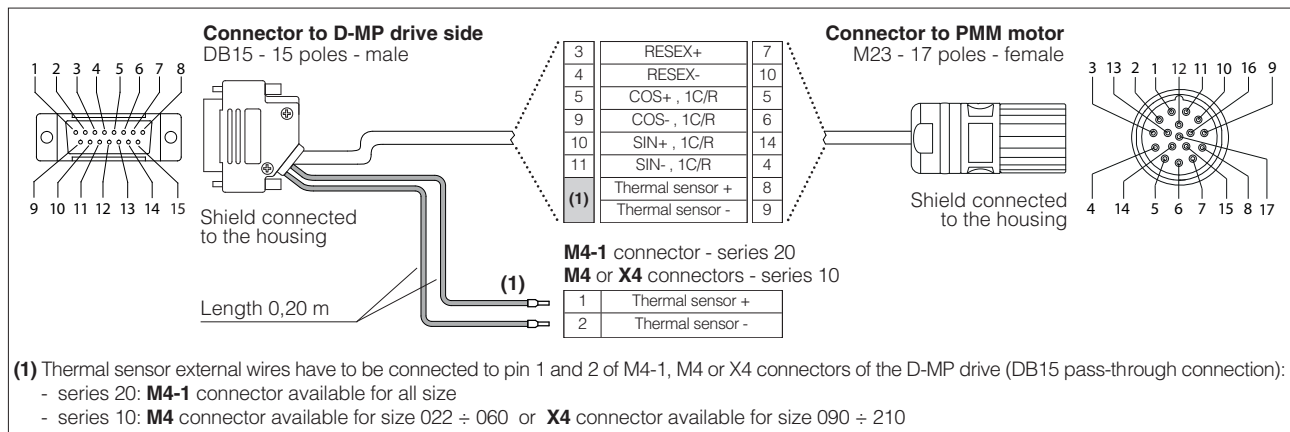 Connector to D-MP drive side
DB15 - 15 poles - male
1 2 3 4 5 6 7 8
9 10 11 12 13 14 15
Shield connected
to the housing
Length 0,20 m
(1)
3 RESEX+ 7
4 RESEX- 10
5 COS+ , 1C/R 5
9 COS- , 1C/R 6
10 SIN+ , 1C/R 14
11 SIN- , 1C/R 4
(1) Thermal sensor + 8
Thermal sensor - 9
M4-1 connector - series 20
M4 or X4 connectors - series 10
1 Thermal sensor +
2 Thermal sensor -
Connector to PMM motor
M23 - 17 poles - female
3 13 2 1 12 11 10 16 9
4 14 5 6 7 15 8 17
Shield connected
to the housing
(1) Thermal sensor external wires have to be connected to pin 1 and 2 of M4-1, M4 or X4 connectors of the D-MP drive (DB15 pass-through connection):
- series 20: M4-1 connector available for all size
- series 10: M4 connector available for size 022 ÷ 060 or X4 connector available for size 090 ÷ 210